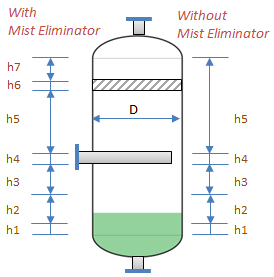 With
Mist Eliminator
Without
Mist Eliminator
h7
h6
h5
h4
h3
h2
h1
D
h5
h4
h3
h2
h1